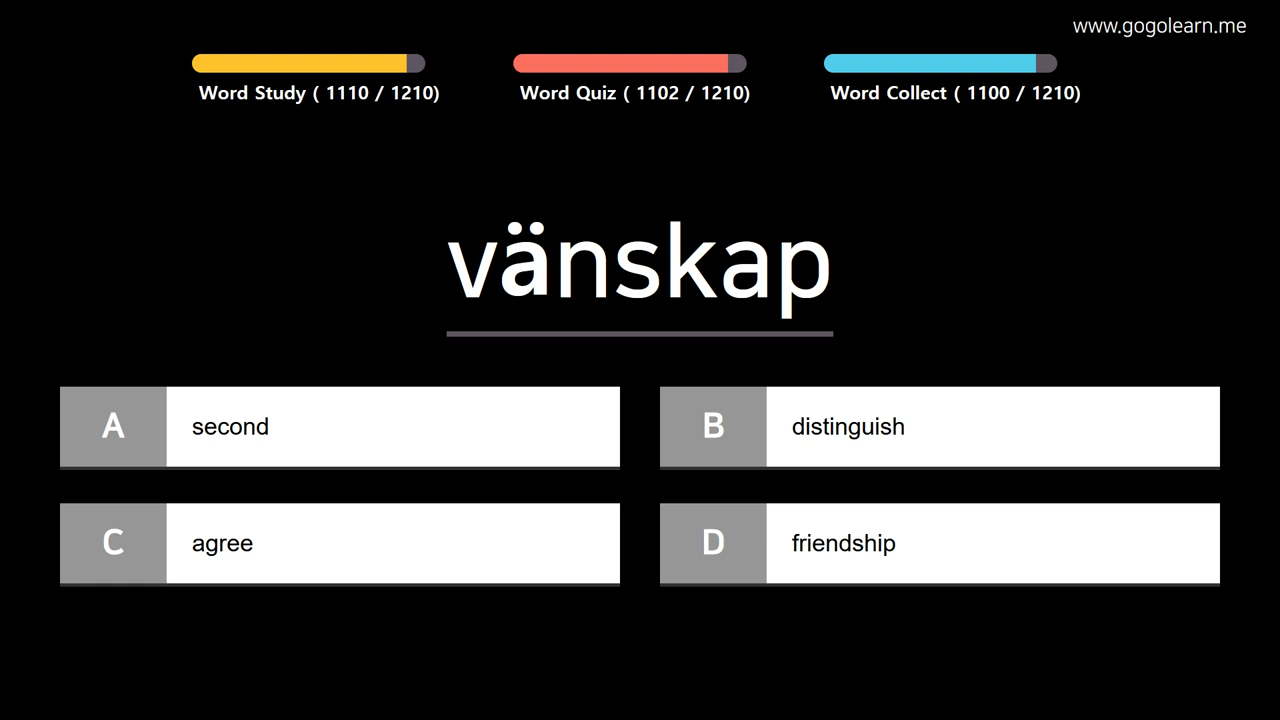 www.gogolearn.me
Word Study ( 1110 / 1210)
Word Quiz ( 1102 / 1210)
Word Collect ( 1100 / 1210)
vänskap
A second
B distinguish
C agree
D friendship